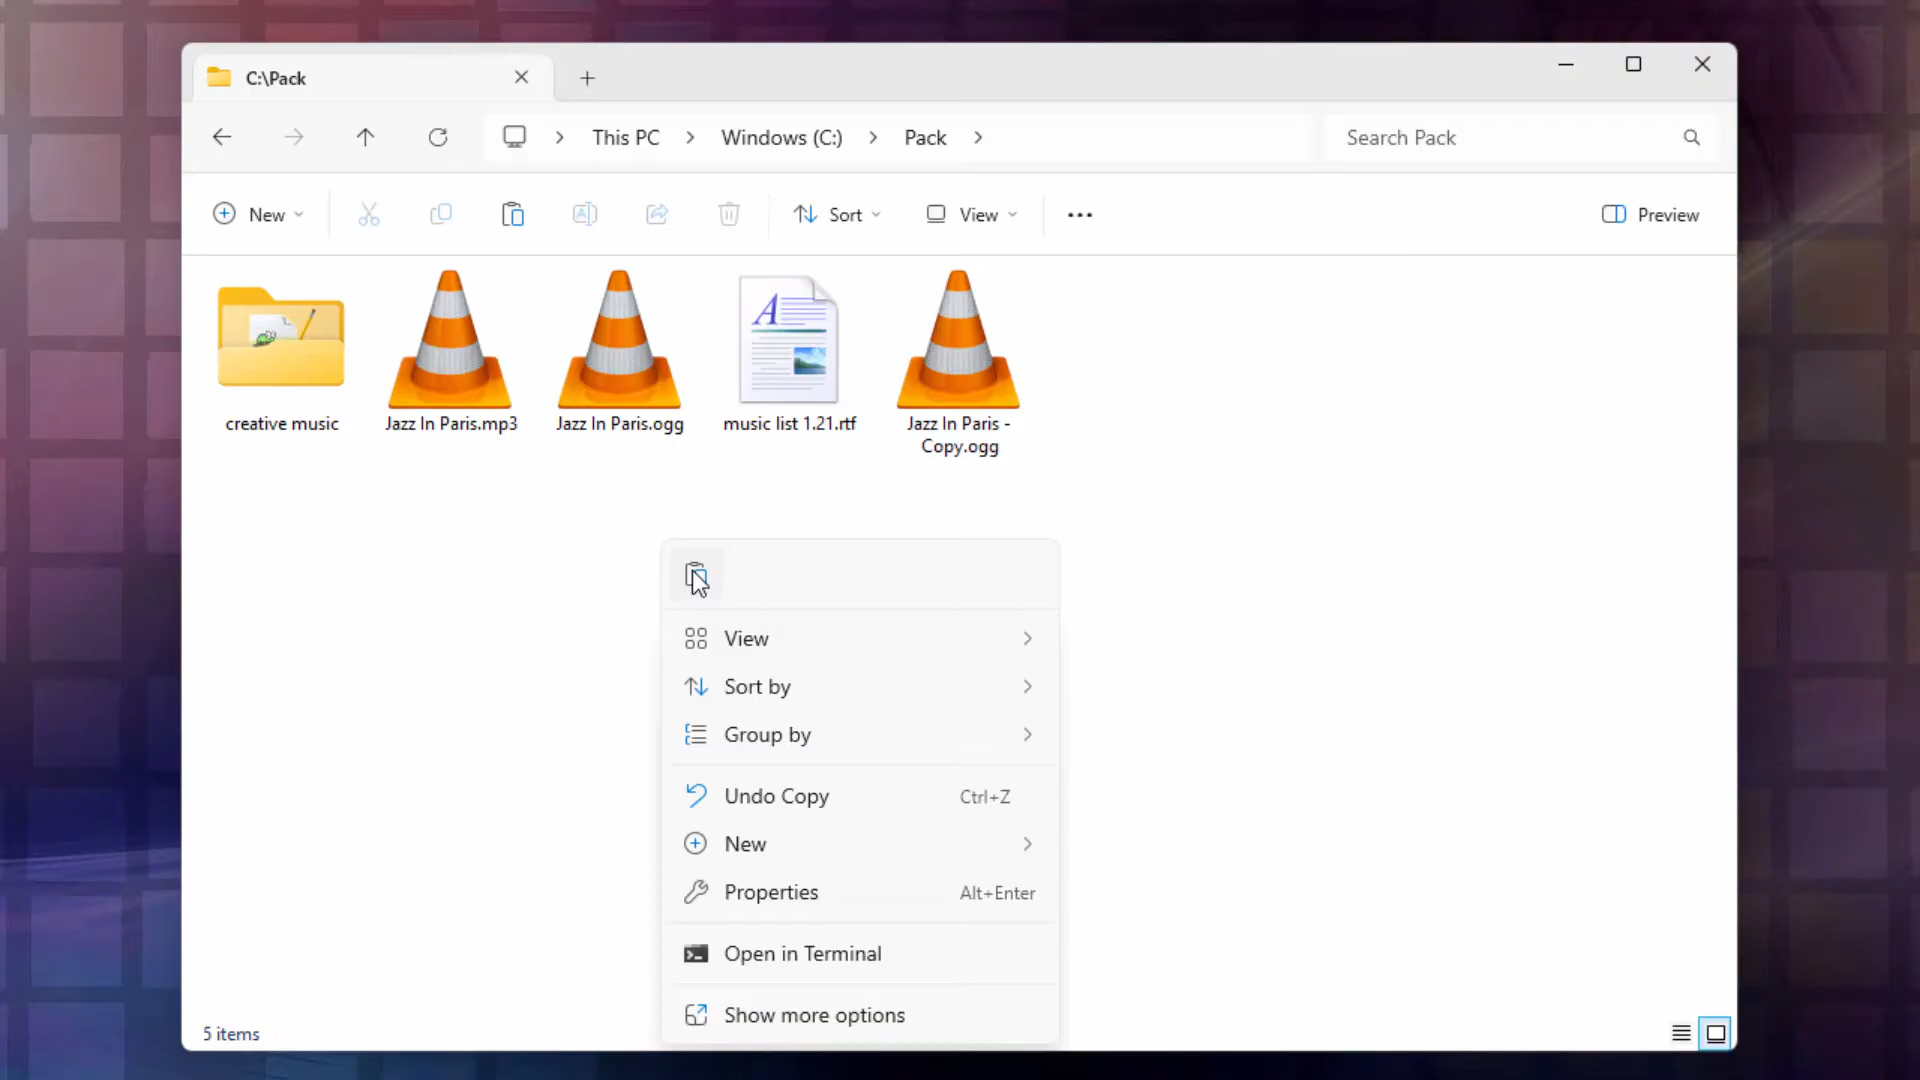 C:\Pack
This PC
Windows (C:)
Pack
Search Pack
New
Sort
View
Preview
creative music
Jazz In Paris.mp3
Jazz In Paris.ogg
music list 1.21.rtf
Jazz In Paris -
Copy.ogg
View
Sort by
Group by
Undo Copy Ctrl+Z
New
Properties Alt+Enter
Open in Terminal
Show more options
5 items